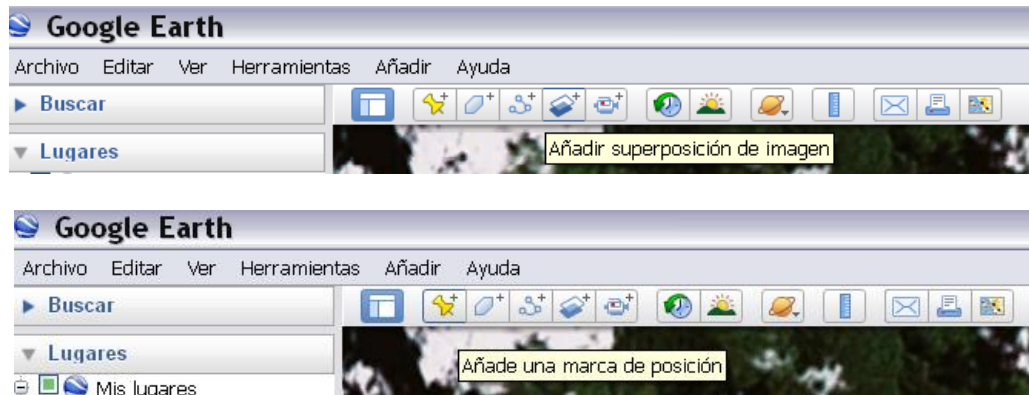 Google Earth
Archivo Editar Ver Herramientas Añadir Ayuda
Buscar
Añadir superposición de imagen
Lugares
Google Earth
Archivo Editar Ver Herramientas Añadir Ayuda
Buscar
Lugares
Añade una marca de posición
Mis lugares